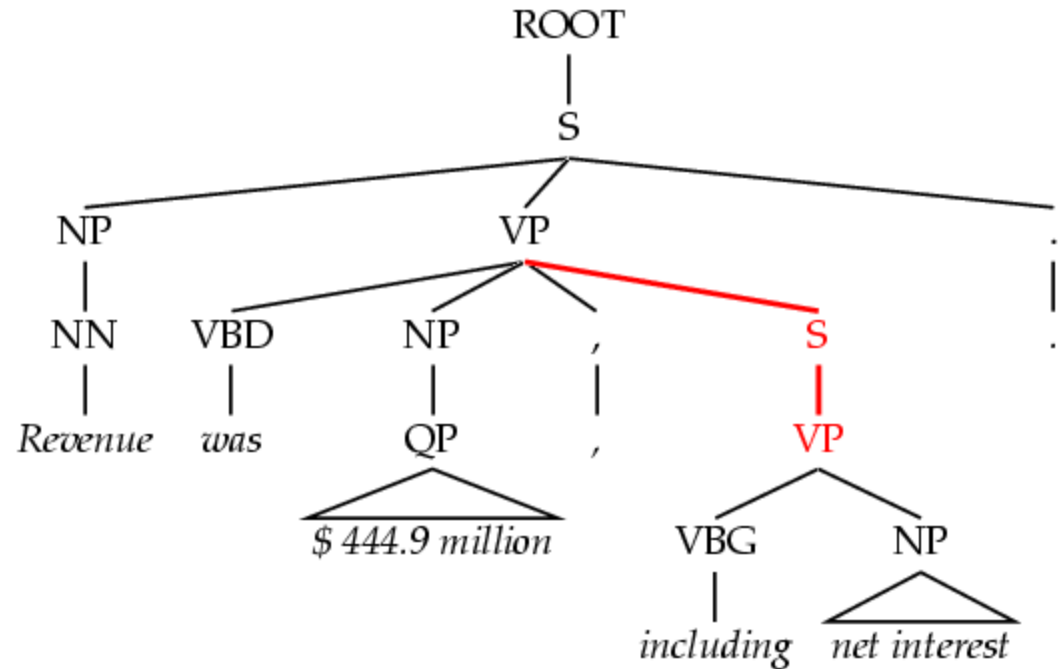 ROOT
S
NP VP .
NN VBD NP , S .
Revenue was QP , VP
$ 444.9 million VBG NP
including net interest